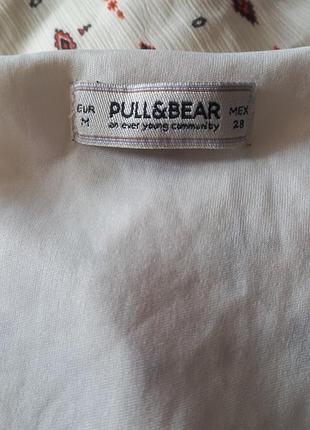 EUR PULL&BEAR MEX
M an ever young community 28